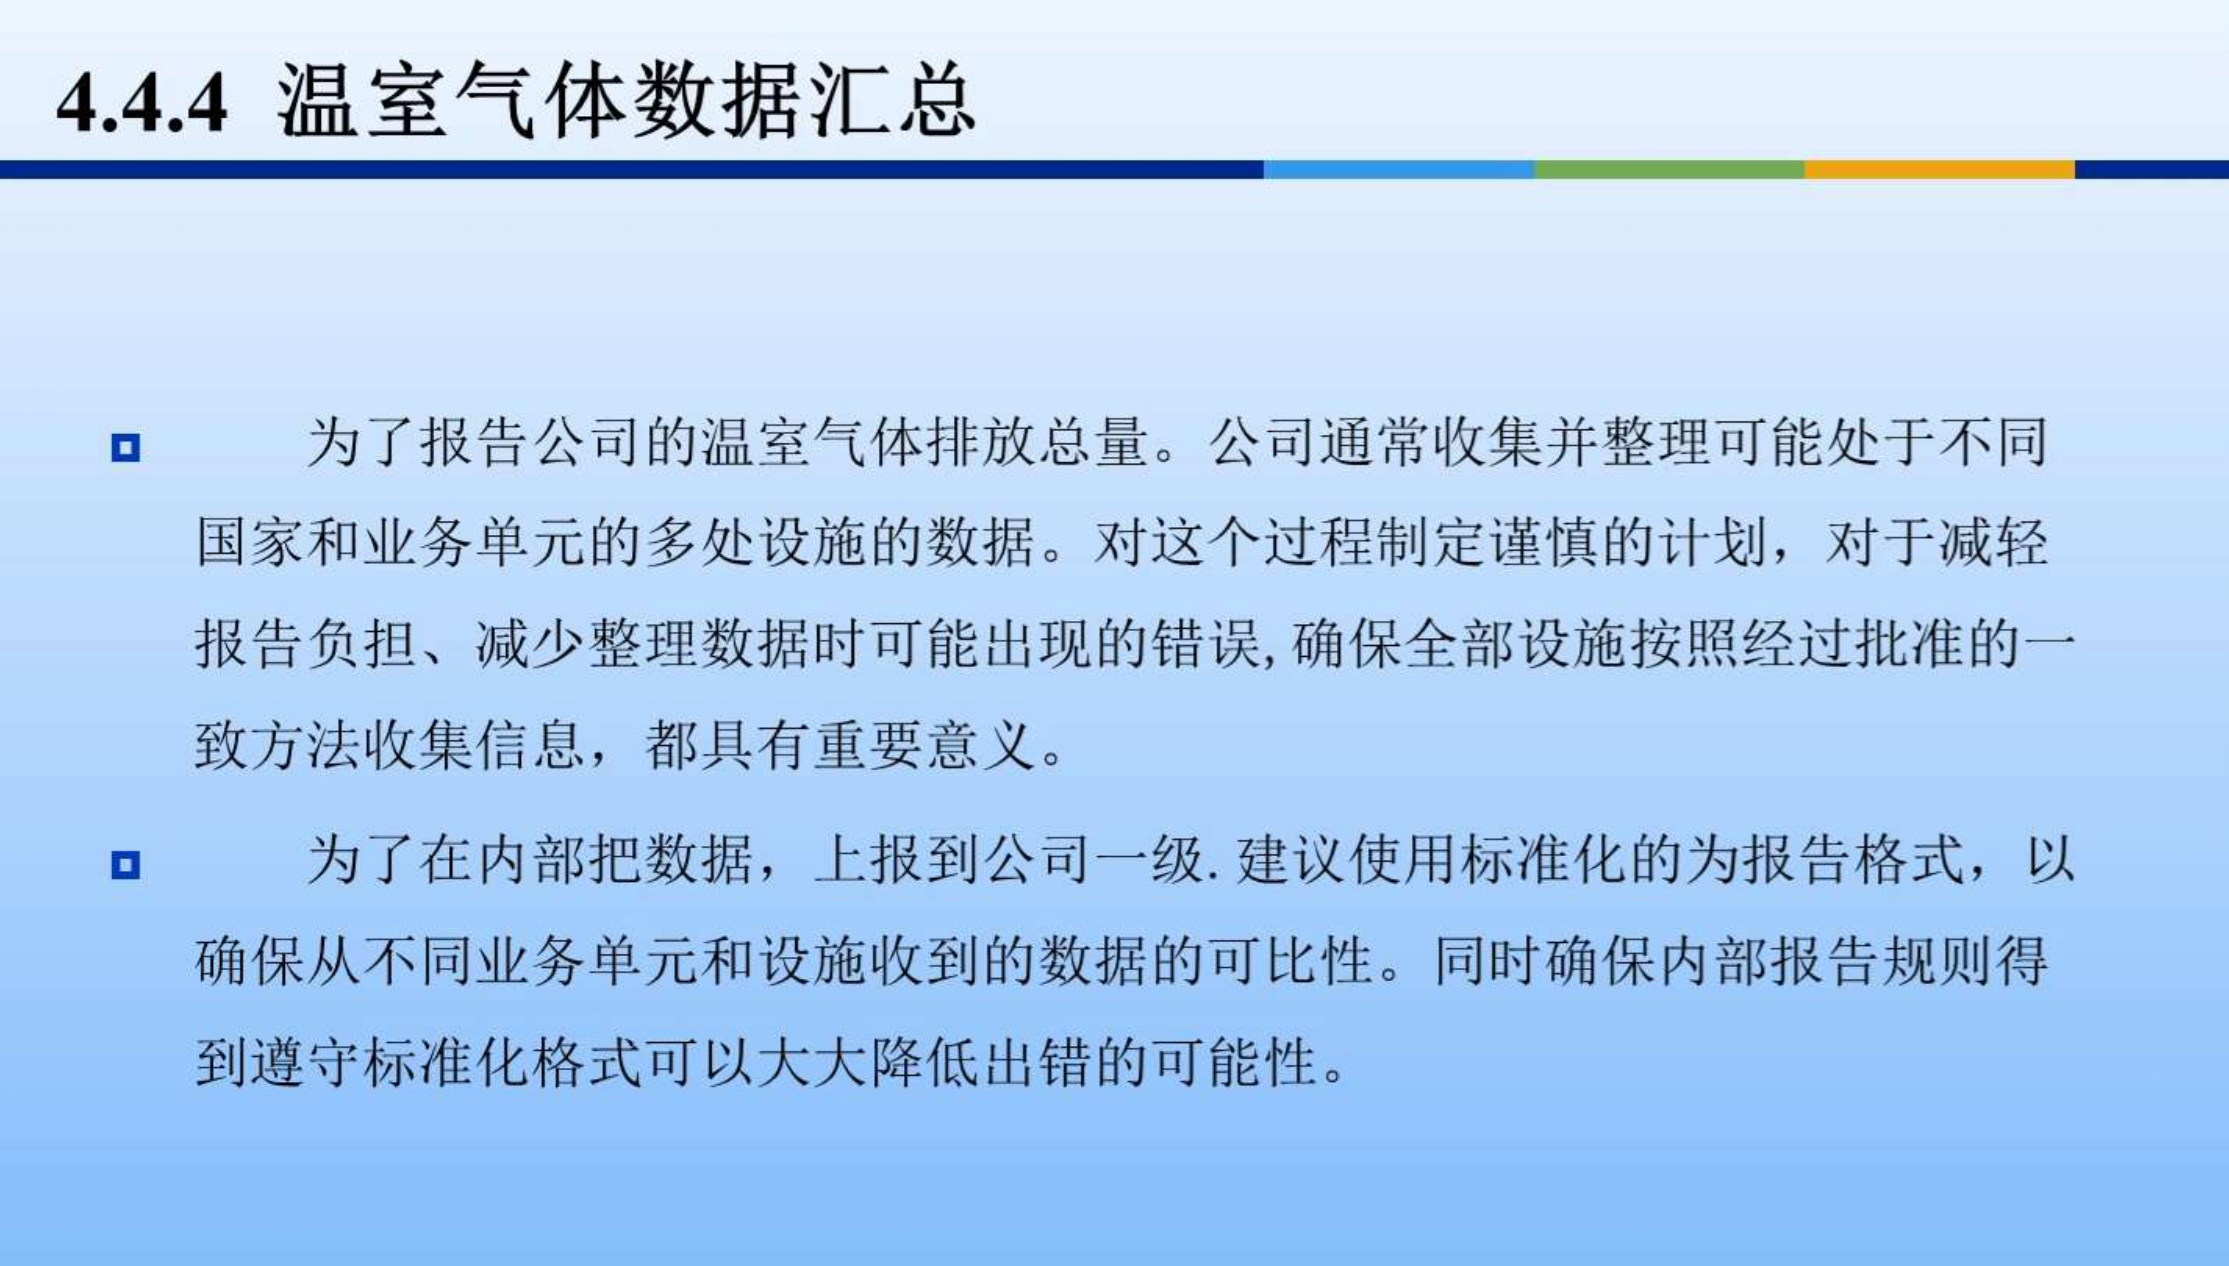 4.4.4 温室气体数据汇总
为了报告公司的温室气体排放总量。公司通常收集并整理可能处于不同
国家和业务单元的多处设施的数据。对这个过程制定谨慎的计划，对于减轻
报告负担、减少整理数据时可能出现的错误,确保全部设施按照经过批准的一
致方法收集信息，都具有重要意义。
为了在内部把数据，上报到公司一级.建议使用标准化的为报告格式，以
确保从不同业务单元和设施收到的数据的可比性。同时确保内部报告规则得
到遵守标准化格式可以大大降低出错的可能性。